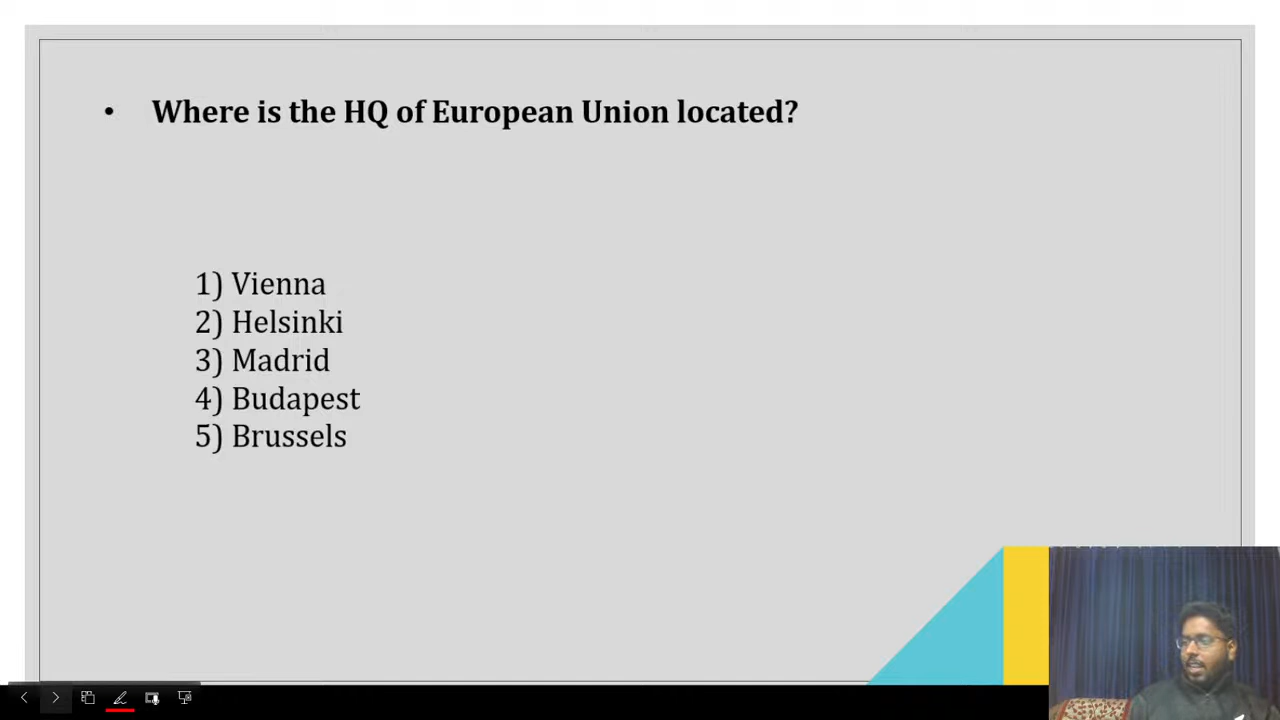 • Where is the HQ of European Union located?
1) Vienna
2) Helsinki
3) Madrid
4) Budapest
5) Brussels